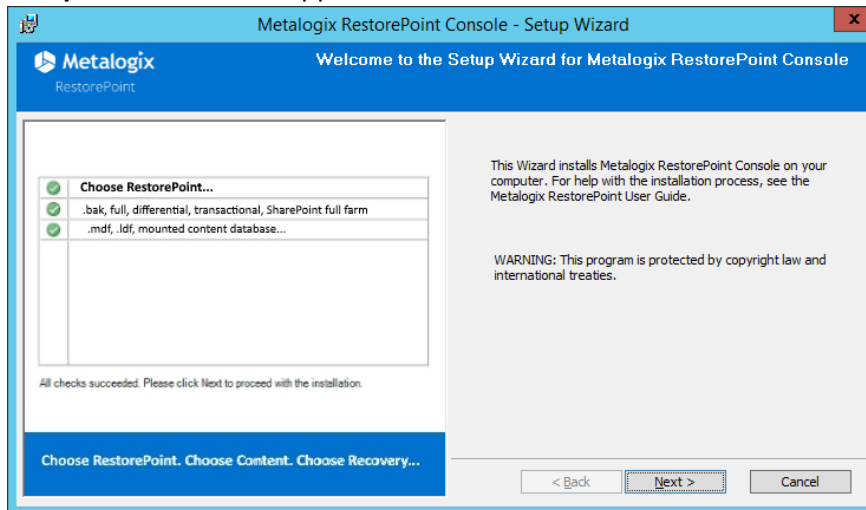 Metalogix RestorePoint Console - Setup Wizard
x
Metalogix
RestorePoint
Welcome to the Setup Wizard for Metalogix RestorePoint Console
Choose RestorePoint...
.bak, full, differential, transactional, SharePoint full farm
.mdf, .ldf, mounted content database...
All checks succeeded. Please click Next to proceed with the installation.
Choose RestorePoint. Choose Content. Choose Recovery...
This Wizard installs Metalogix RestorePoint Console on your
computer. For help with the installation process, see the
Metalogix RestorePoint User Guide.
WARNING: This program is protected by copyright law and
international treaties.
< Back
Next >
Cancel